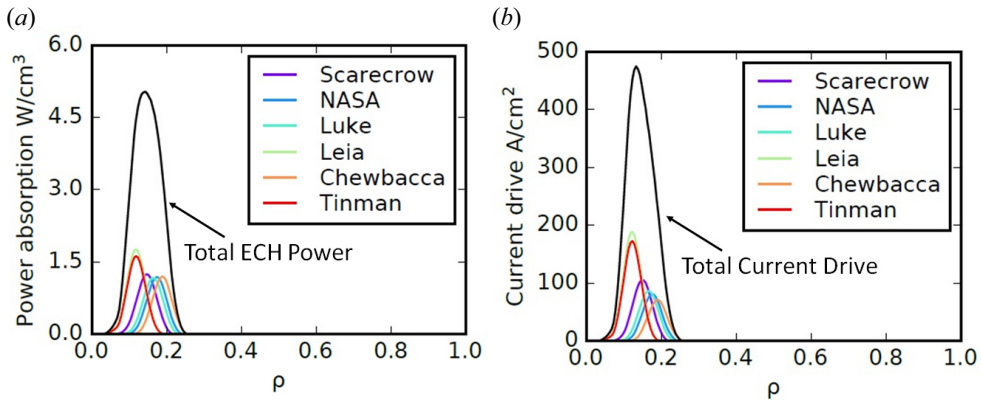 (a)
Power absorption W/cm³
6.0
4.5
3.0
1.5
0.0
0.0 0.2 0.4 0.6 0.8 1.0
ρ
Scarecrow
NASA
Luke
Leia
Chewbacca
Tinman
Total ECH Power
(b)
Current drive A/cm²
500
400
300
200
100
0
0.0 0.2 0.4 0.6 0.8 1.0
ρ
Scarecrow
NASA
Luke
Leia
Chewbacca
Tinman
Total Current Drive